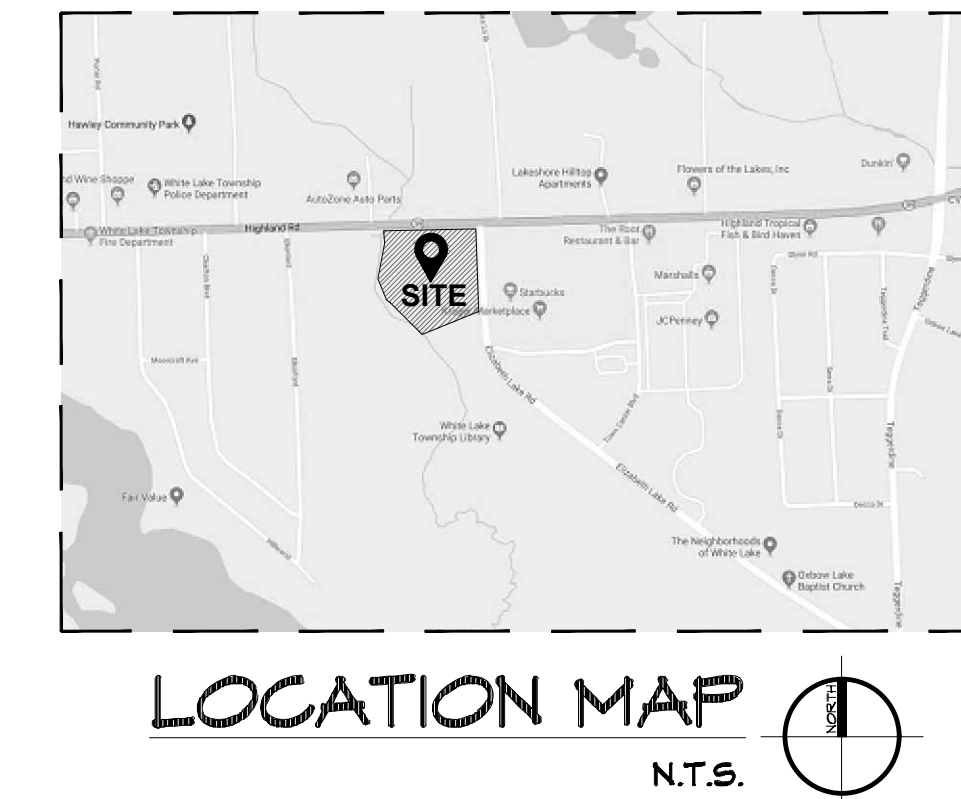 Hawley Community Park
Dunkin'
Lakeshore Hilltop
Apartments
Flowers of the Lakes, Inc
nd Wine Shoppe
White Lake Township
Police Department
AutoZone Auto Parts
White Lake Township
Fire Department
Highland Rd
The Root
Restaurant & Bar
Highland Tropical
Fish & Bird Haven
SITE
Starbucks
Marketplace
Marshalls
JCPenney
Elizabeth Lake Rd
Town Center Blvd
White Lake
Township Library
Elizabeth Lake Rd
Fair Value
The Neighborhoods
of White Lake
Oxbow Lake
Baptist Church
Teggerdine
Teggerdine
LOCATION MAP
NORTH
N.T.S.